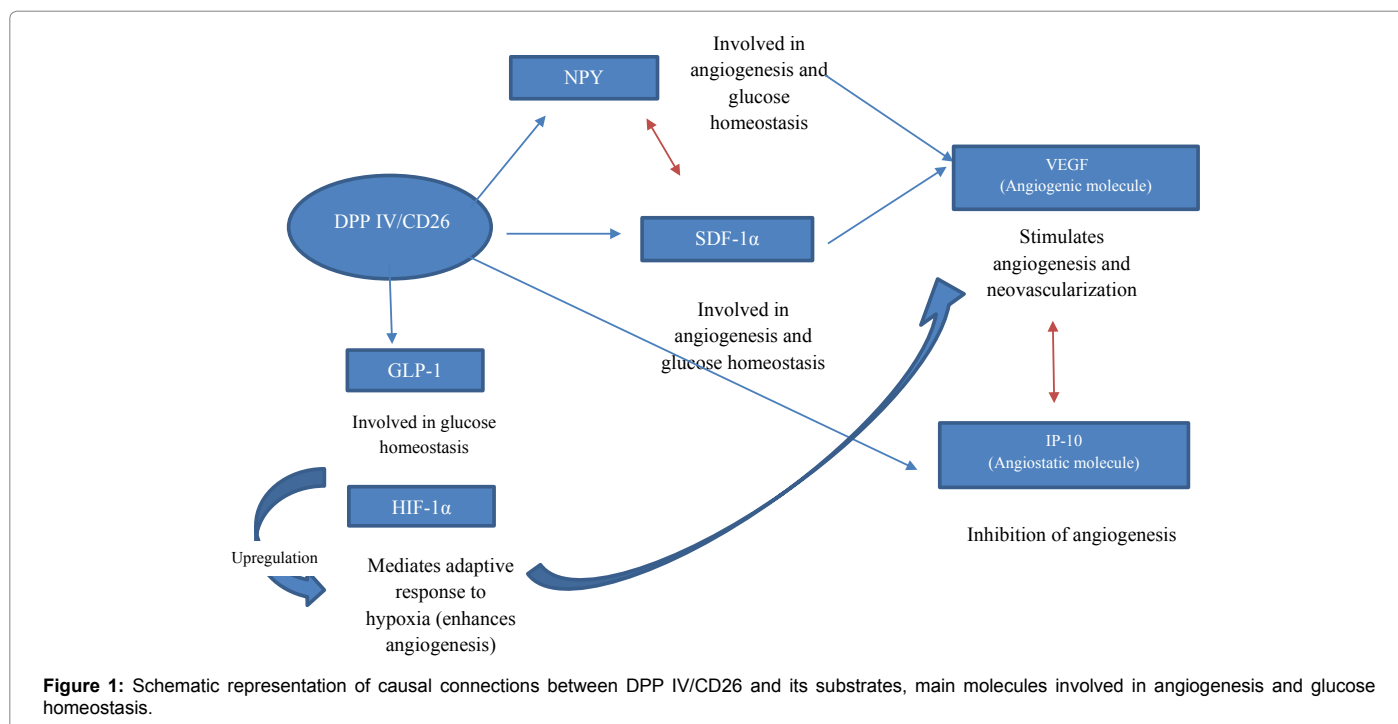 NPY
Involved in
angiogenesis and
glucose
homeostasis
VEGF
(Angiogenic molecule)
DPP IV/CD26
SDF-1α
Stimulates
angiogenesis and
neovascularization
Involved in
angiogenesis and
glucose homeostasis
GLP-1
Involved in glucose
homeostasis
IP-10
(Angiostatic molecule)
HIF-1α
Inhibition of angiogenesis
Upregulation
Mediates adaptive
response to
hypoxia (enhances
angiogenesis)
Figure 1: Schematic representation of causal connections between DPP IV/CD26 and its substrates, main molecules involved in angiogenesis and glucose
homeostasis.